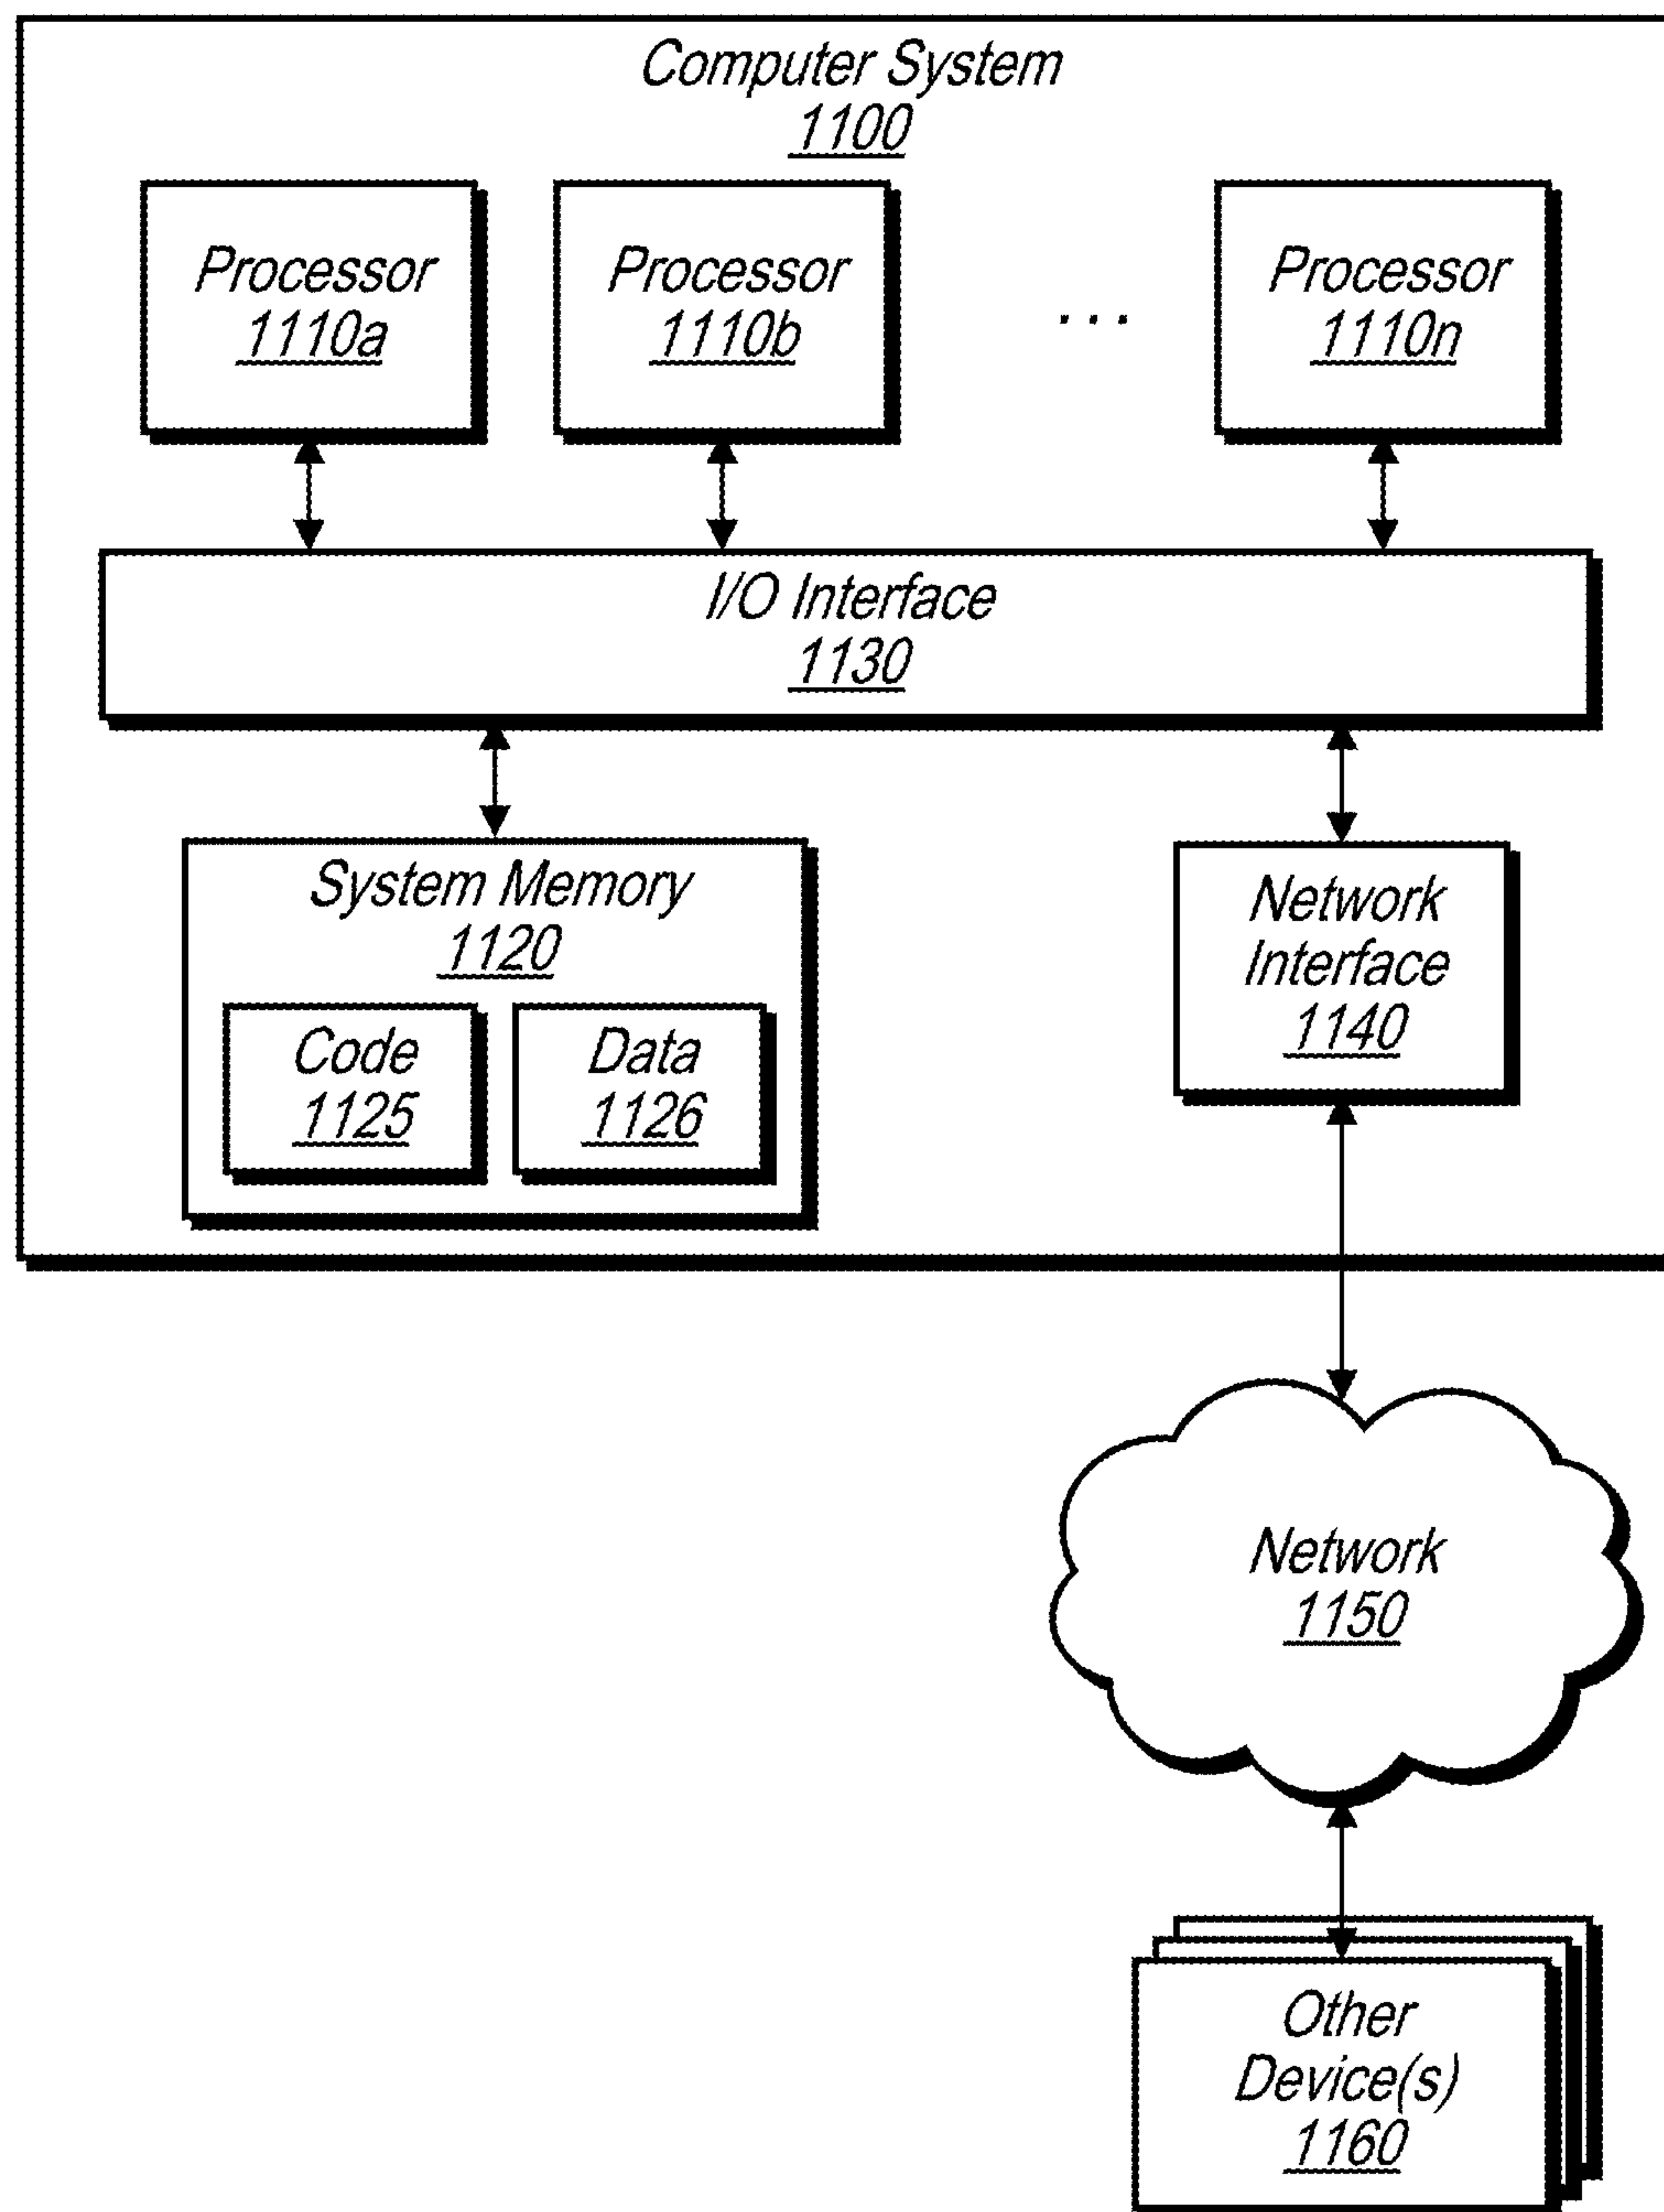 Computer System
1100
Processor
1110a
Processor
1110b
...
Processor
1110n
I/O Interface
1130
System Memory
1120
Code
1125
Data
1126
Network
Interface
1140
Network
1150
Other
Device(s)
1160